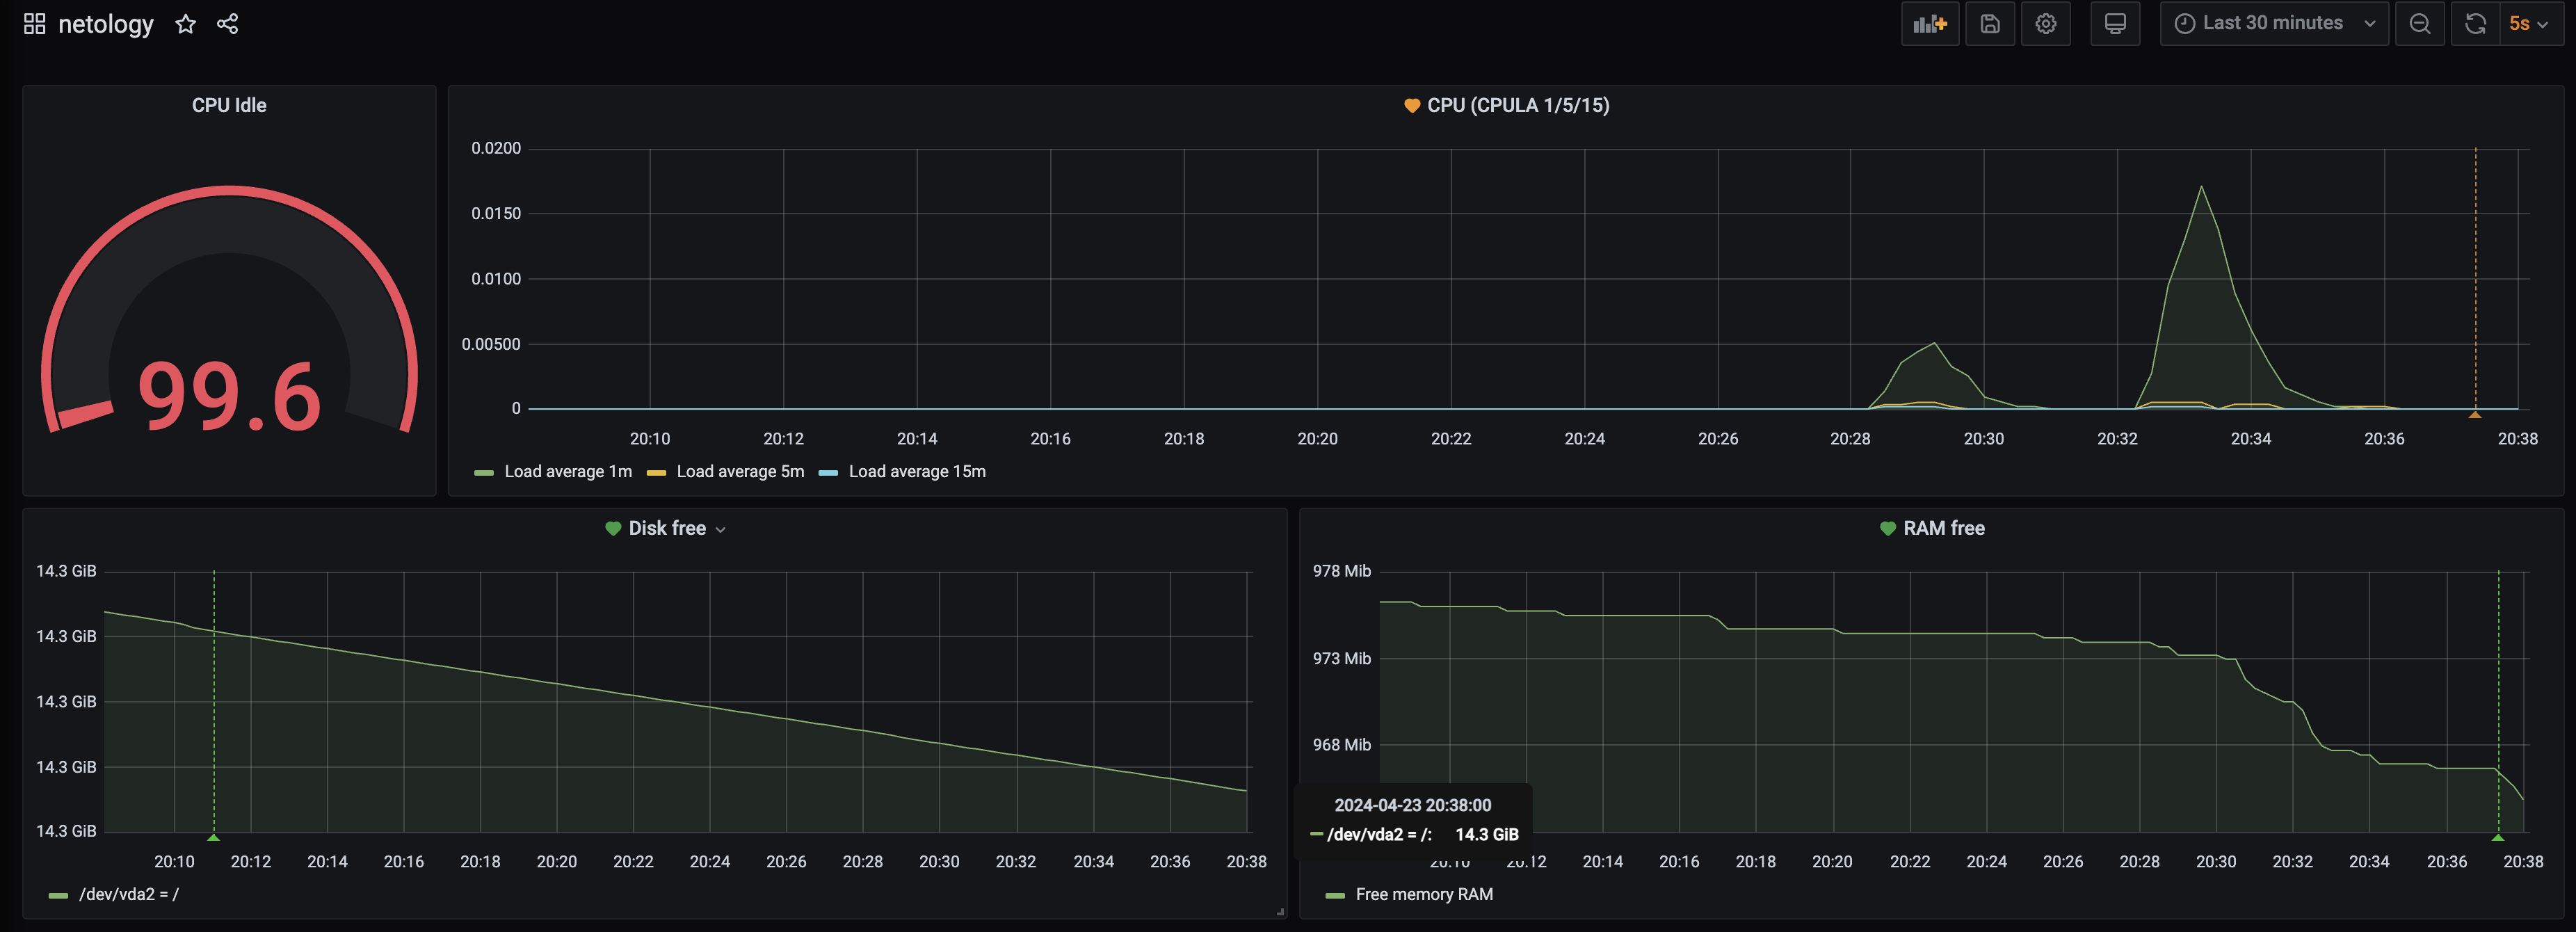 netology
Last 30 minutes
5s
CPU Idle
99.6
CPU (CPULA 1/5/15)
0.0200
0.0150
0.0100
0.00500
0
20:10 20:12 20:14 20:16 20:18 20:20 20:22 20:24 20:26 20:28 20:30 20:32 20:34 20:36 20:38
Load average 1m Load average 5m Load average 15m
Disk free
14.3 GiB
14.3 GiB
14.3 GiB
14.3 GiB
14.3 GiB
20:10 20:12 20:14 20:16 20:18 20:20 20:22 20:24 20:26 20:28 20:30 20:32 20:34 20:36 20:38
/dev/vda2 = /
RAM free
978 Mib
973 Mib
968 Mib
2024-04-23 20:38:00
/dev/vda2 = /: 14.3 GiB
20:10 20:12 20:14 20:16 20:18 20:20 20:22 20:24 20:26 20:28 20:30 20:32 20:34 20:36 20:38
Free memory RAM